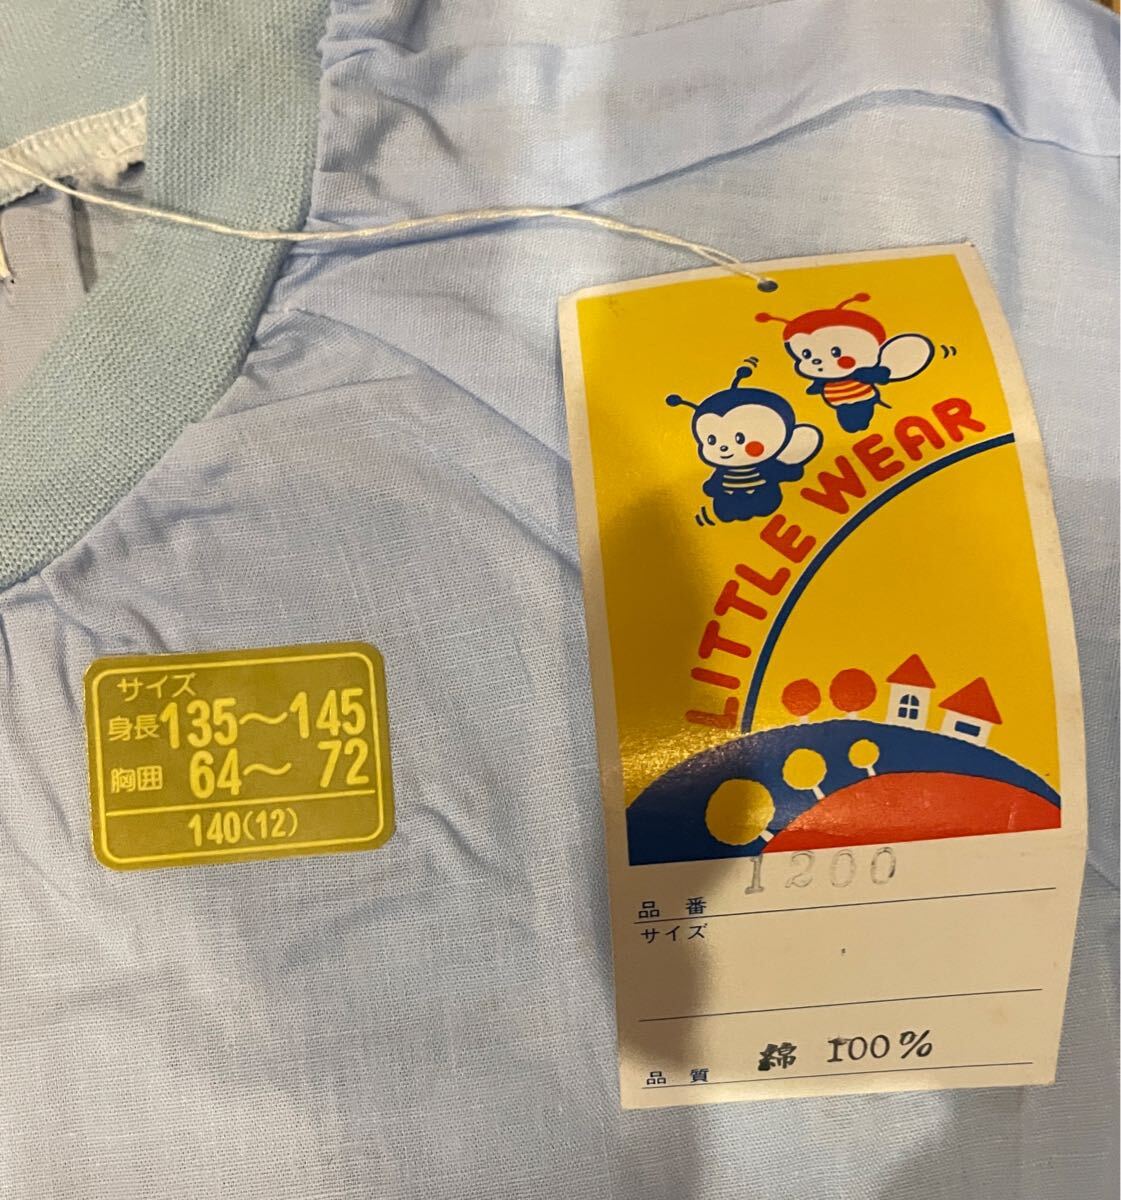 サイズ
身長135～145
胸囲 64～ 72
140(12)
LITTLE WEAR
1200
品 番
サイズ
綿 100%
品 質